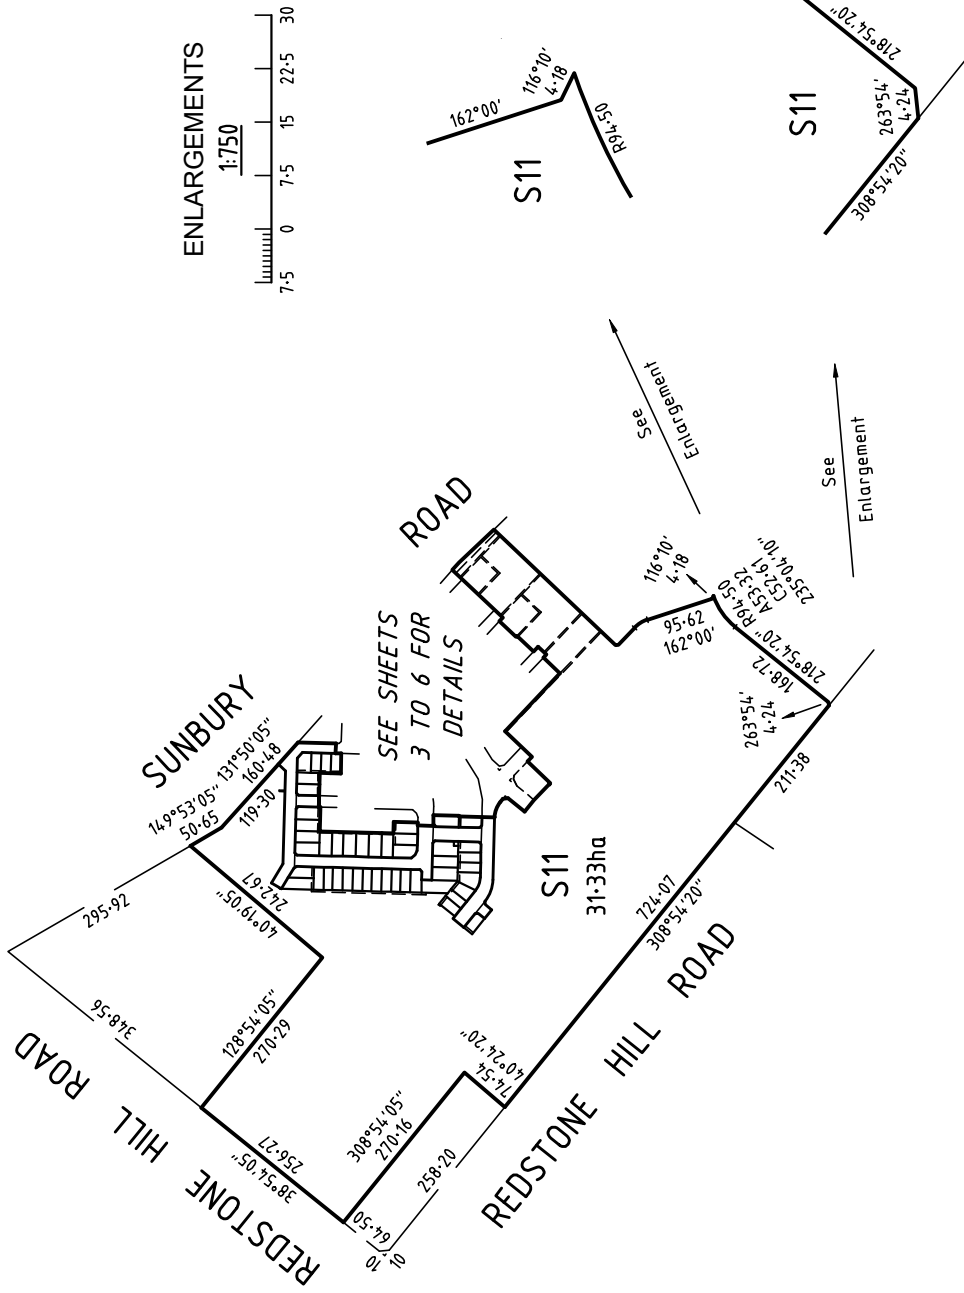 ENLARGEMENTS
1:750
7·5 0 7·5 15 22·5 30
162°00'
116°10'
4·18
R94·50
S11
218°54'20"
263°54'
4·24
308°54'20"
S11
See
Enlargement
See
Enlargement
SUNBURY
ROAD
SEE SHEETS
3 TO 6 FOR
DETAILS
149°53'05"
50·65
131°50'05"
160·48
119·30
295·92
348·56
242·67
40°19'05"
128°54'05"
270·29
256·27
38°54'05"
REDSTONE HILL ROAD
308°54'05"
270·16
74·54
40°24'20"
258·20
64·50
10
10
S11
31·33ha
724·07
308°54'20"
211·38
REDSTONE HILL ROAD
263°54'
4·24
168·72
218°54'20"
R94·50
A53·32
C52·61
235°04'10"
95·62
162°00'
116°10'
4·18